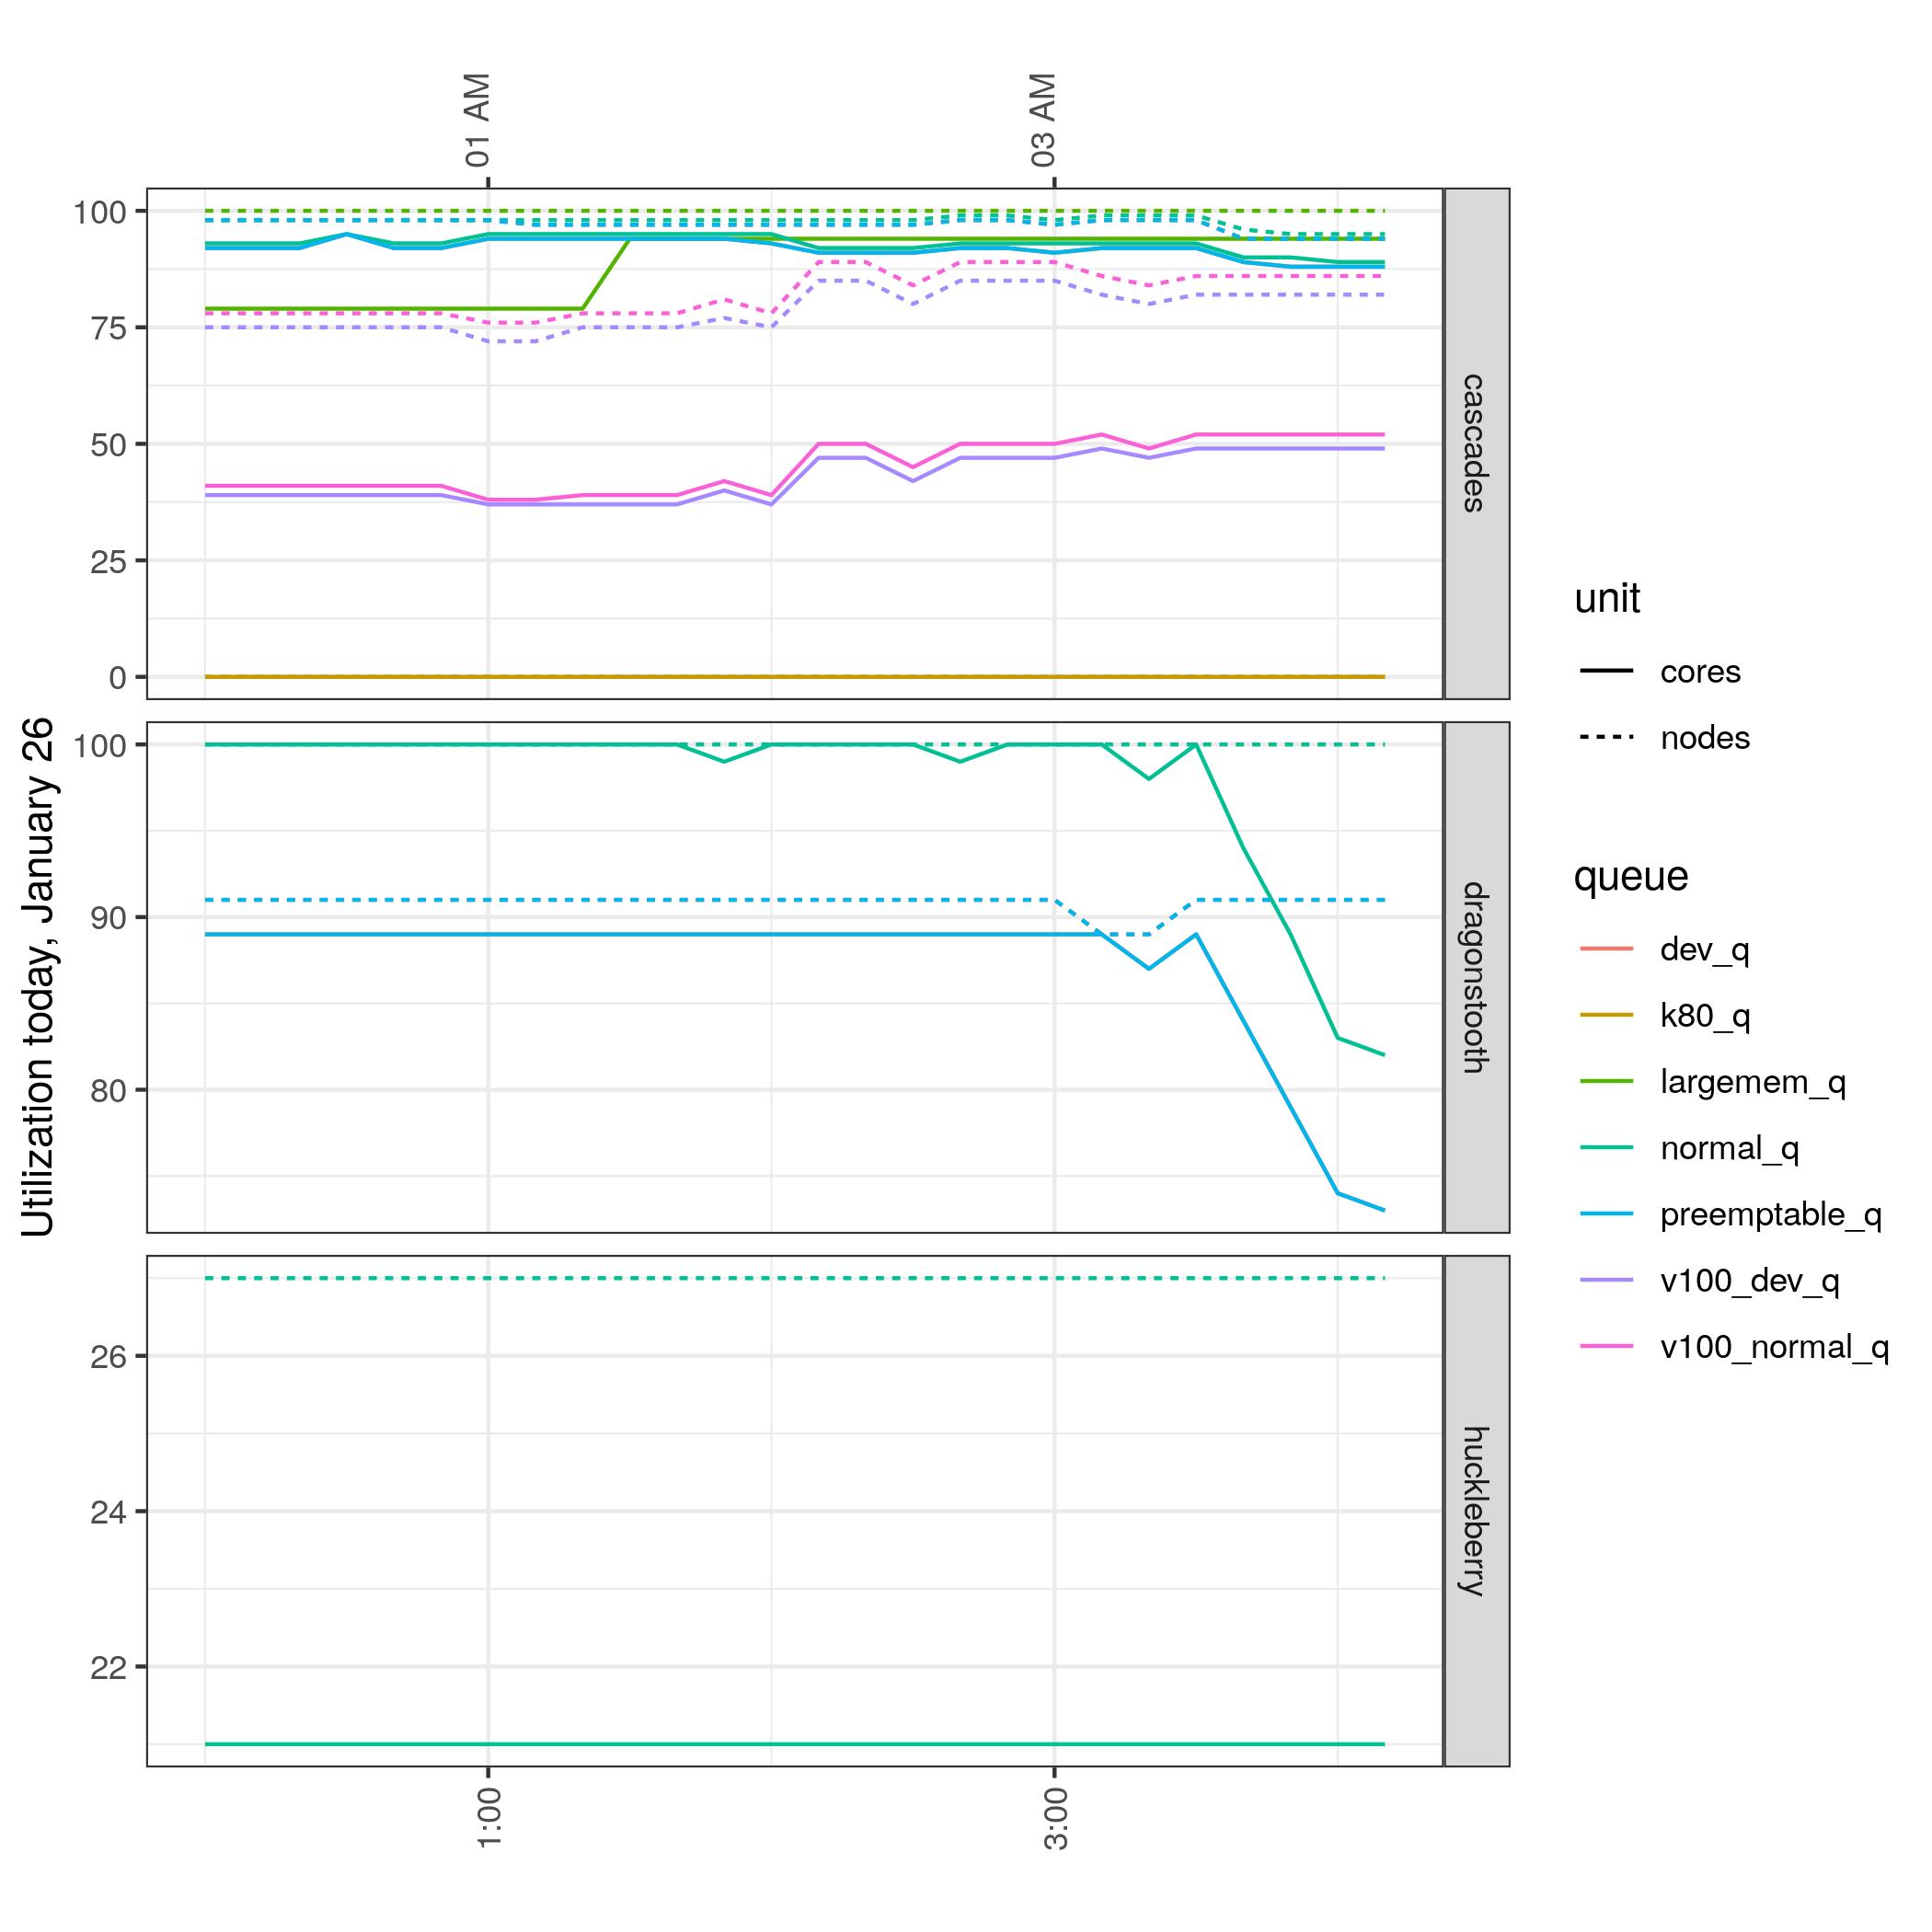 01 AM
03 AM
Utilization today, January 26
100
75
50
25
0
cascades
100
90
80
dragonstooth
26
24
22
huckleberry
1:00
3:00
unit
cores
nodes
queue
dev_q
k80_q
largemem_q
normal_q
preemptable_q
v100_dev_q
v100_normal_q